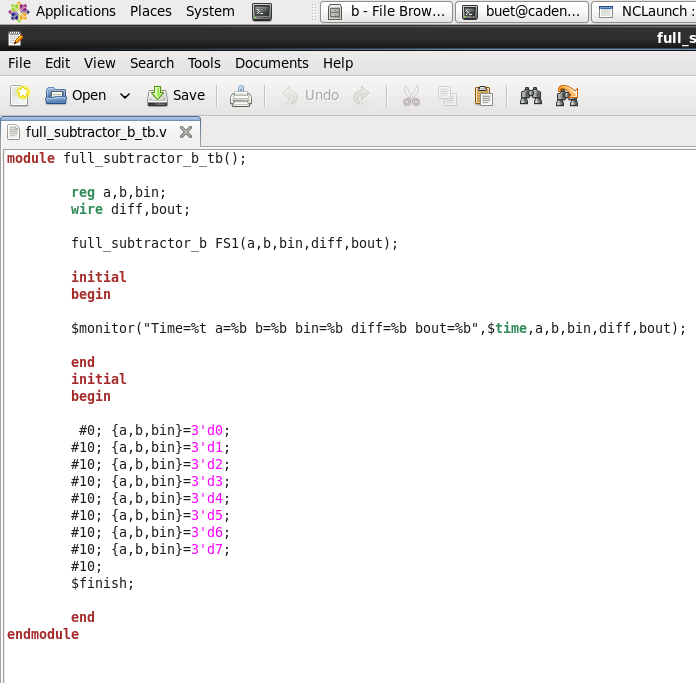 Applications Places System b - File Brow... buet@caden... NCLaunch :
full_s
File Edit View Search Tools Documents Help
Open Save Undo
full_subtractor_b_tb.v
module full_subtractor_b_tb();
reg a,b,bin;
wire diff,bout;
full_subtractor_b FS1(a,b,bin,diff,bout);
initial
begin
$monitor("Time=%t a=%b b=%b bin=%b diff=%b bout=%b",$time,a,b,bin,diff,bout);
end
initial
begin
#0; {a,b,bin}=3'd0;
#10; {a,b,bin}=3'd1;
#10; {a,b,bin}=3'd2;
#10; {a,b,bin}=3'd3;
#10; {a,b,bin}=3'd4;
#10; {a,b,bin}=3'd5;
#10; {a,b,bin}=3'd6;
#10; {a,b,bin}=3'd7;
#10;
$finish;
end
endmodule